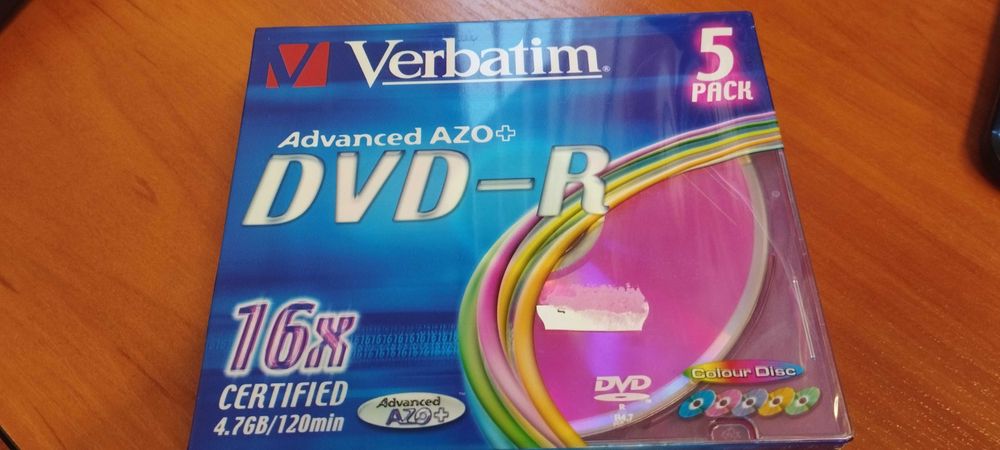 Verbatim®
5
PACK
Advanced AZO+
DVD-R
16x
CERTIFIED
4.7GB/120min
Advanced
AZO+
DVD
R
Colour Disc